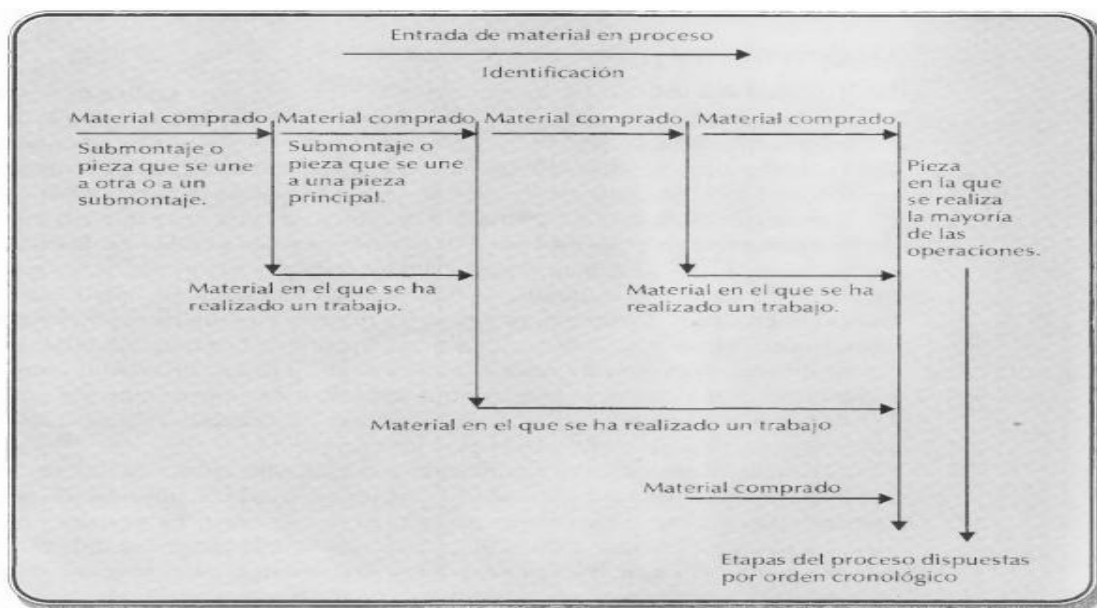 Entrada de material en proceso
Identificación
Material comprado
Material comprado
Material comprado
Material comprado
Submontaje o
pieza que se une
a otra o a un
submontaje.
Submontaje o
pieza que se une
a una pieza
principal.
Pieza
en la que
se realiza
la mayoría
de las
operaciones.
Material en el que se ha
realizado un trabajo.
Material en el que se ha
realizado un trabajo.
Material en el que se ha realizado un trabajo
Material comprado
Etapas del proceso dispuestas
por orden cronológico